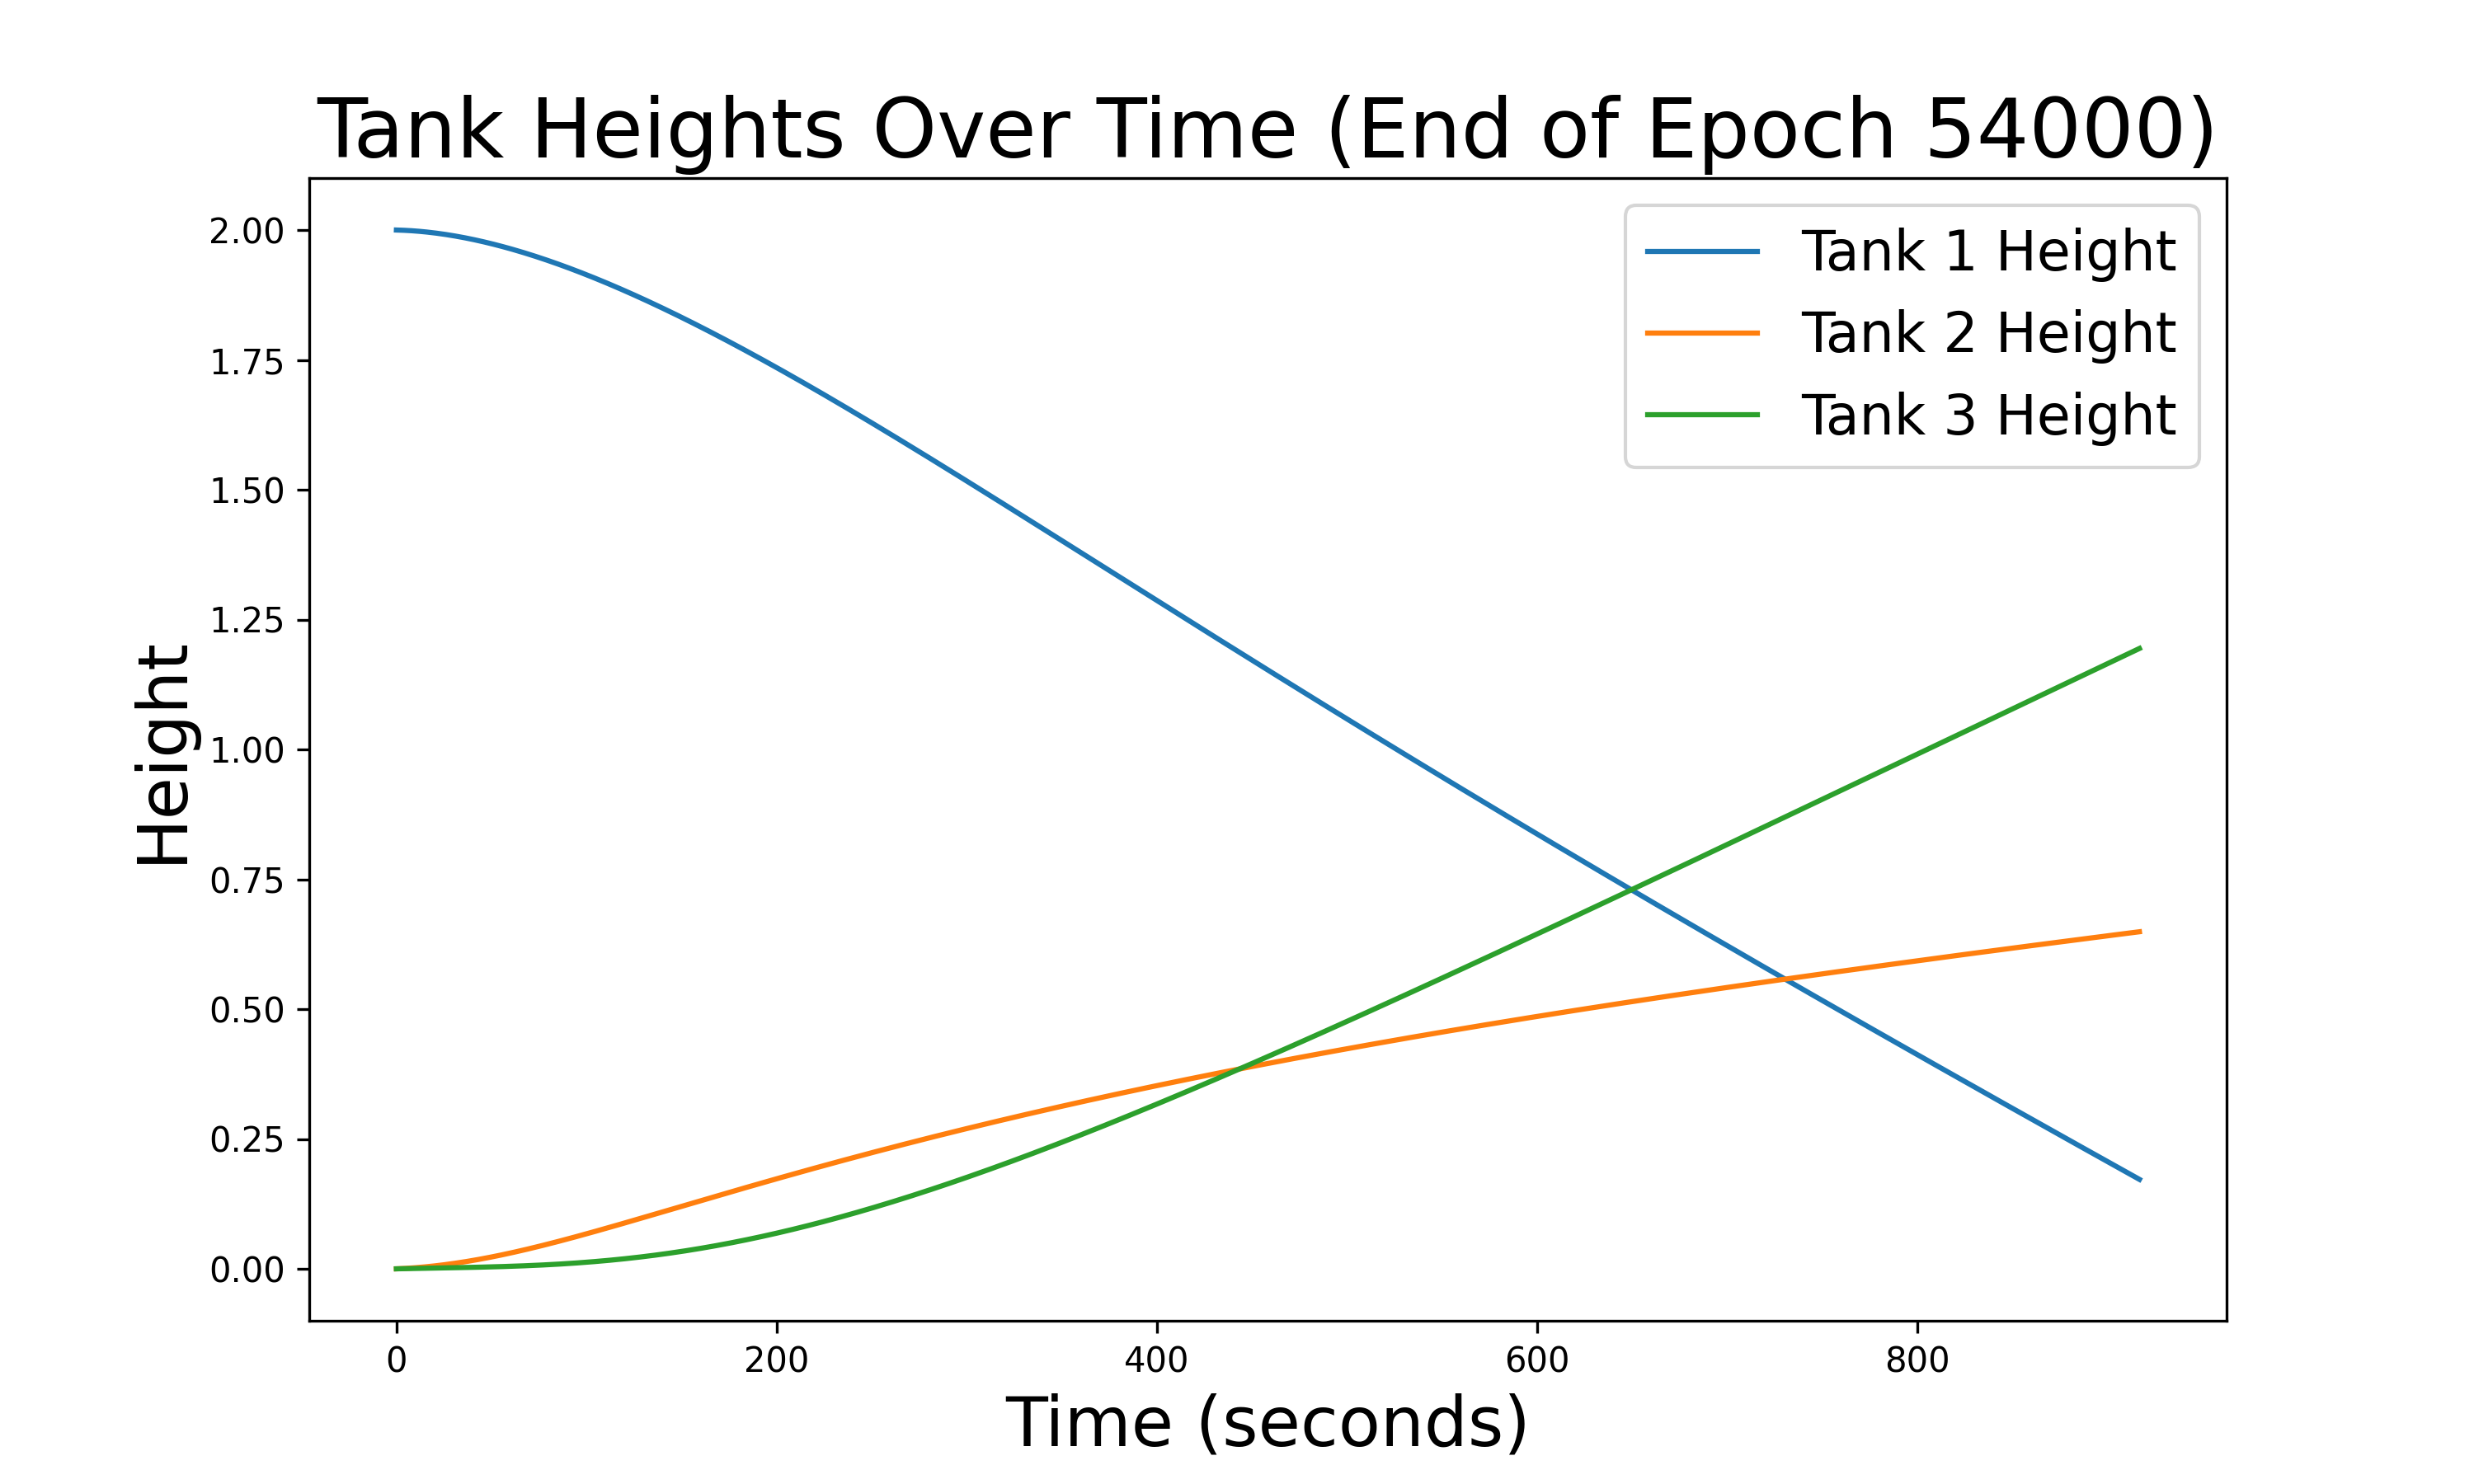 Tank Heights Over Time (End of Epoch 54000)
Tank 1 Height
Tank 2 Height
Tank 3 Height
Height
2.00
1.75
1.50
1.25
1.00
0.75
0.50
0.25
0.00
0 200 400 600 800
Time (seconds)